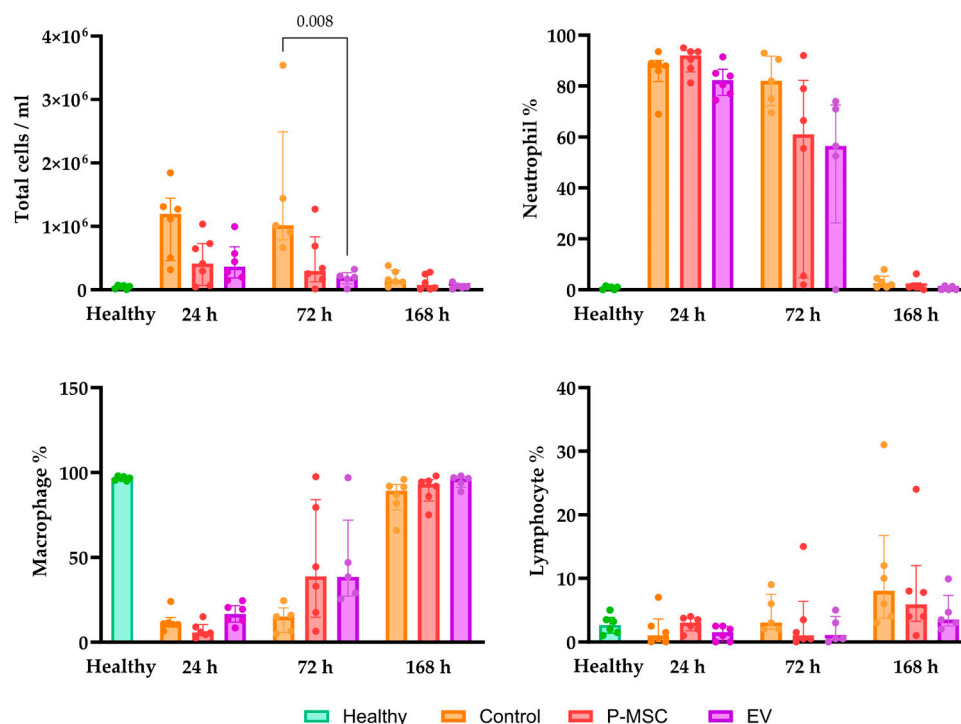 0.008
Total cells / ml
4×10⁶
3×10⁶
2×10⁶
1×10⁶
0
Healthy 24 h 72 h 168 h
Neutrophil %
100
80
60
40
20
0
Healthy 24 h 72 h 168 h
Macrophage %
150
100
50
0
Healthy 24 h 72 h 168 h
Lymphocyte %
40
30
20
10
0
Healthy 24 h 72 h 168 h
Healthy Control P-MSC EV